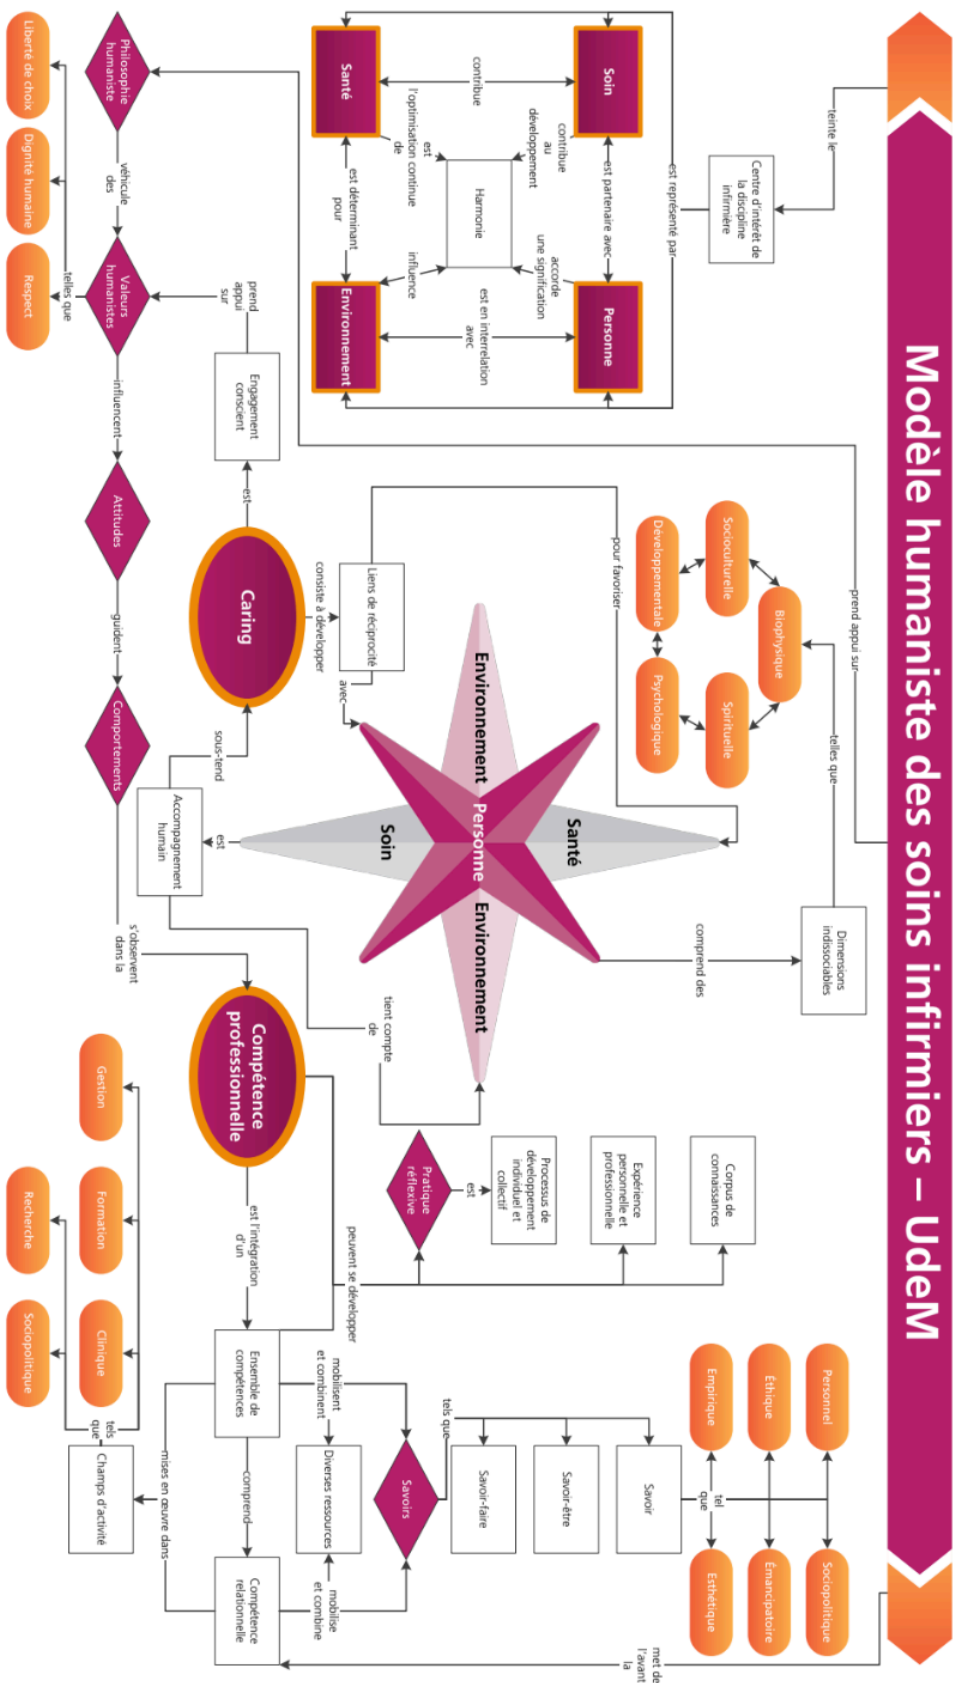 Modèle humaniste des soins infirmiers – UdeM
teinte le
Centre d'intérêt de
la discipline
infirmière
est représenté par
Soin
est partenaire avec
Personne
contribue
contribue
au
développement
accorde
une signification
est en interrelation
avec
Harmonie
Santé
est
l'optimisation continue
de
influence
est déterminant
pour
Environnement
prend appui sur
Philosophie
humaniste
véhicule
des
Valeurs
humanistes
telles que
Liberté de choix
Dignité humaine
Respect
influencent
Attitudes
guident
Comportements
s'observent
dans la
prend
appui
sur
Engagement
conscient
est
Caring
consiste à développer
Liens de réciprocité
avec
pour favoriser
sous-tend
Accompagnement
humain
est
tient compte
de
Dimensions
indissociables
comprend des
telles que
Biophysique
Socioculturelle
Spirituelle
Développementale
Psychologique
Santé
Environnement
Personne
Environnement
Soin
Compétence
professionnelle
est l'intégration
d'un
peuvent se développer
Corpus de
connaissances
Expérience
personnelle et
professionnelle
Processus de
développement
individuel et
collectif
est
Pratique
réflexive
Ensemble de
compétences
comprend
Compétence
relationnelle
met de
l'avant
la
mobilisent
et combinent
Diverses ressources
mobilise
et combine
Savoirs
tels que
Savoir-faire
Savoir-être
Savoir
tel
que
Personnel
Sociopolitique
Éthique
Émancipatoire
Empirique
Esthétique
mises en œuvre dans
Champs d'activité
tels
que
Gestion
Formation
Clinique
Recherche
Sociopolitique